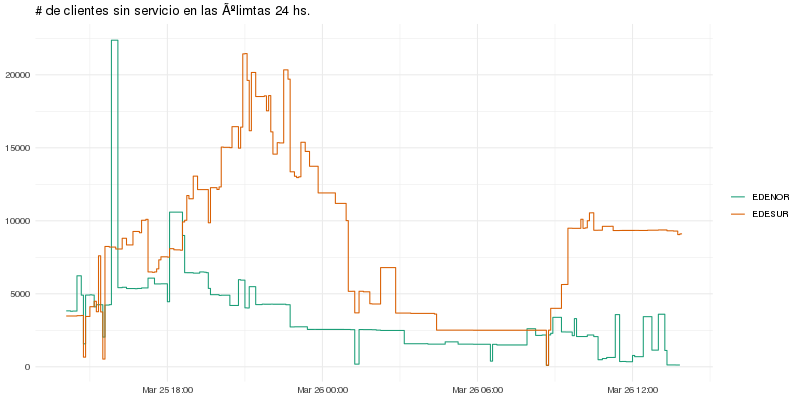 # de clientes sin servicio en las Ãºlimtas 24 hs.
20000
15000
10000
5000
0
Mar 25 18:00
Mar 26 00:00
Mar 26 06:00
Mar 26 12:00
EDENOR
EDESUR